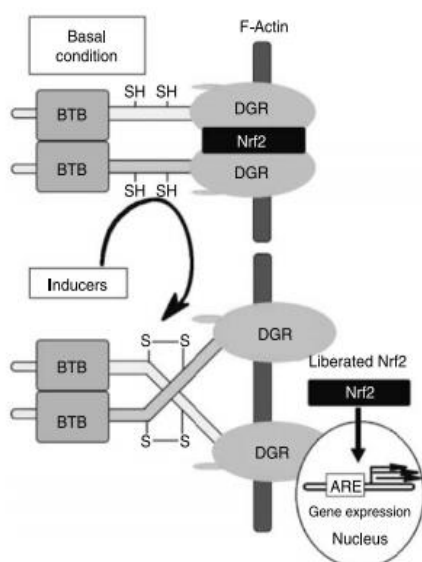 Basal
condition
F-Actin
SH SH
DGR
BTB
Nrf2
BTB
DGR
SH SH
Inducers
S S
DGR
BTB
Liberated Nrf2
Nrf2
BTB
S S
DGR
ARE
Gene expression
Nucleus